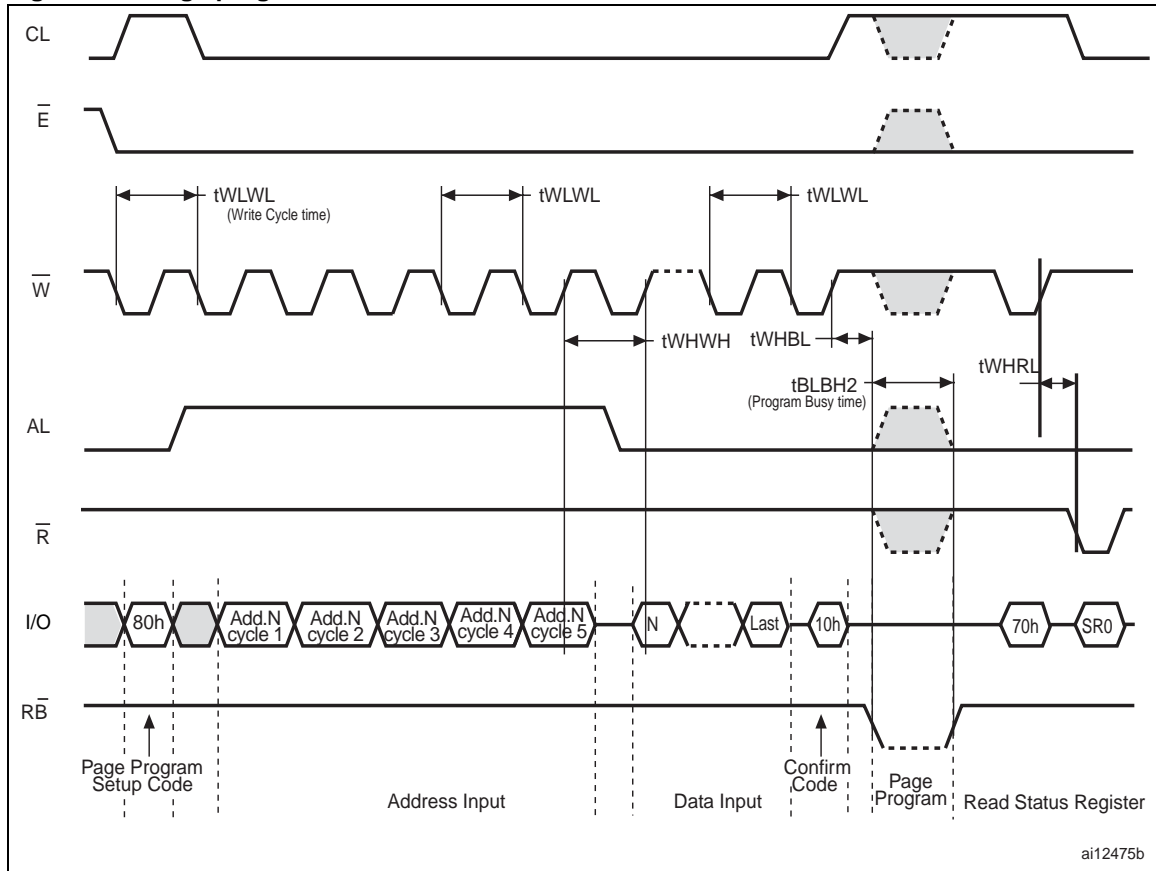 CL
E
tWLWL
(Write Cycle time)
tWLWL
tWLWL
W
tWHWH
tWHBL
tWHRL
tBLBH2
(Program Busy time)
AL
R
I/O
80h
Add.N
cycle 1
Add.N
cycle 2
Add.N
cycle 3
Add.N
cycle 4
Add.N
cycle 5
N
Last
10h
70h
SR0
RB
Page Program
Setup Code
Address Input
Data Input
Confirm
Code
Page
Program
Read Status Register
ai12475b